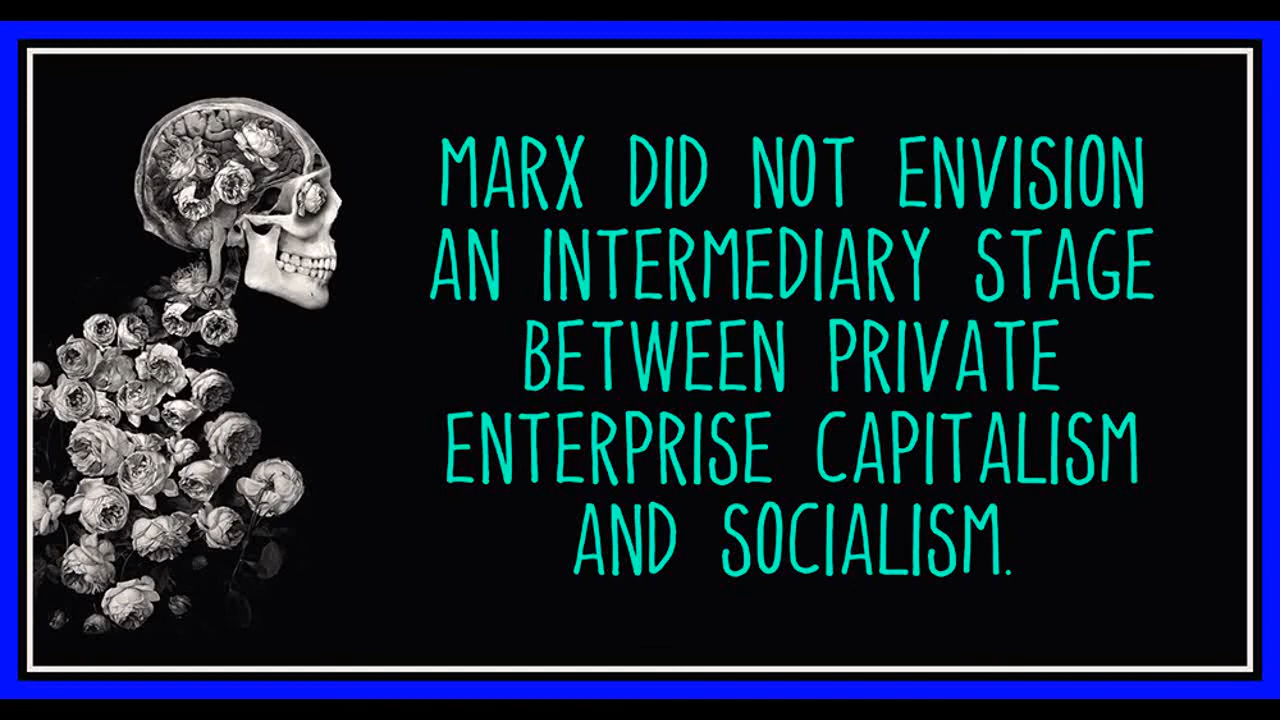 MARX DID NOT ENVISION
AN INTERMEDIARY STAGE
BETWEEN PRIVATE
ENTERPRISE CAPITALISM
AND SOCIALISM.